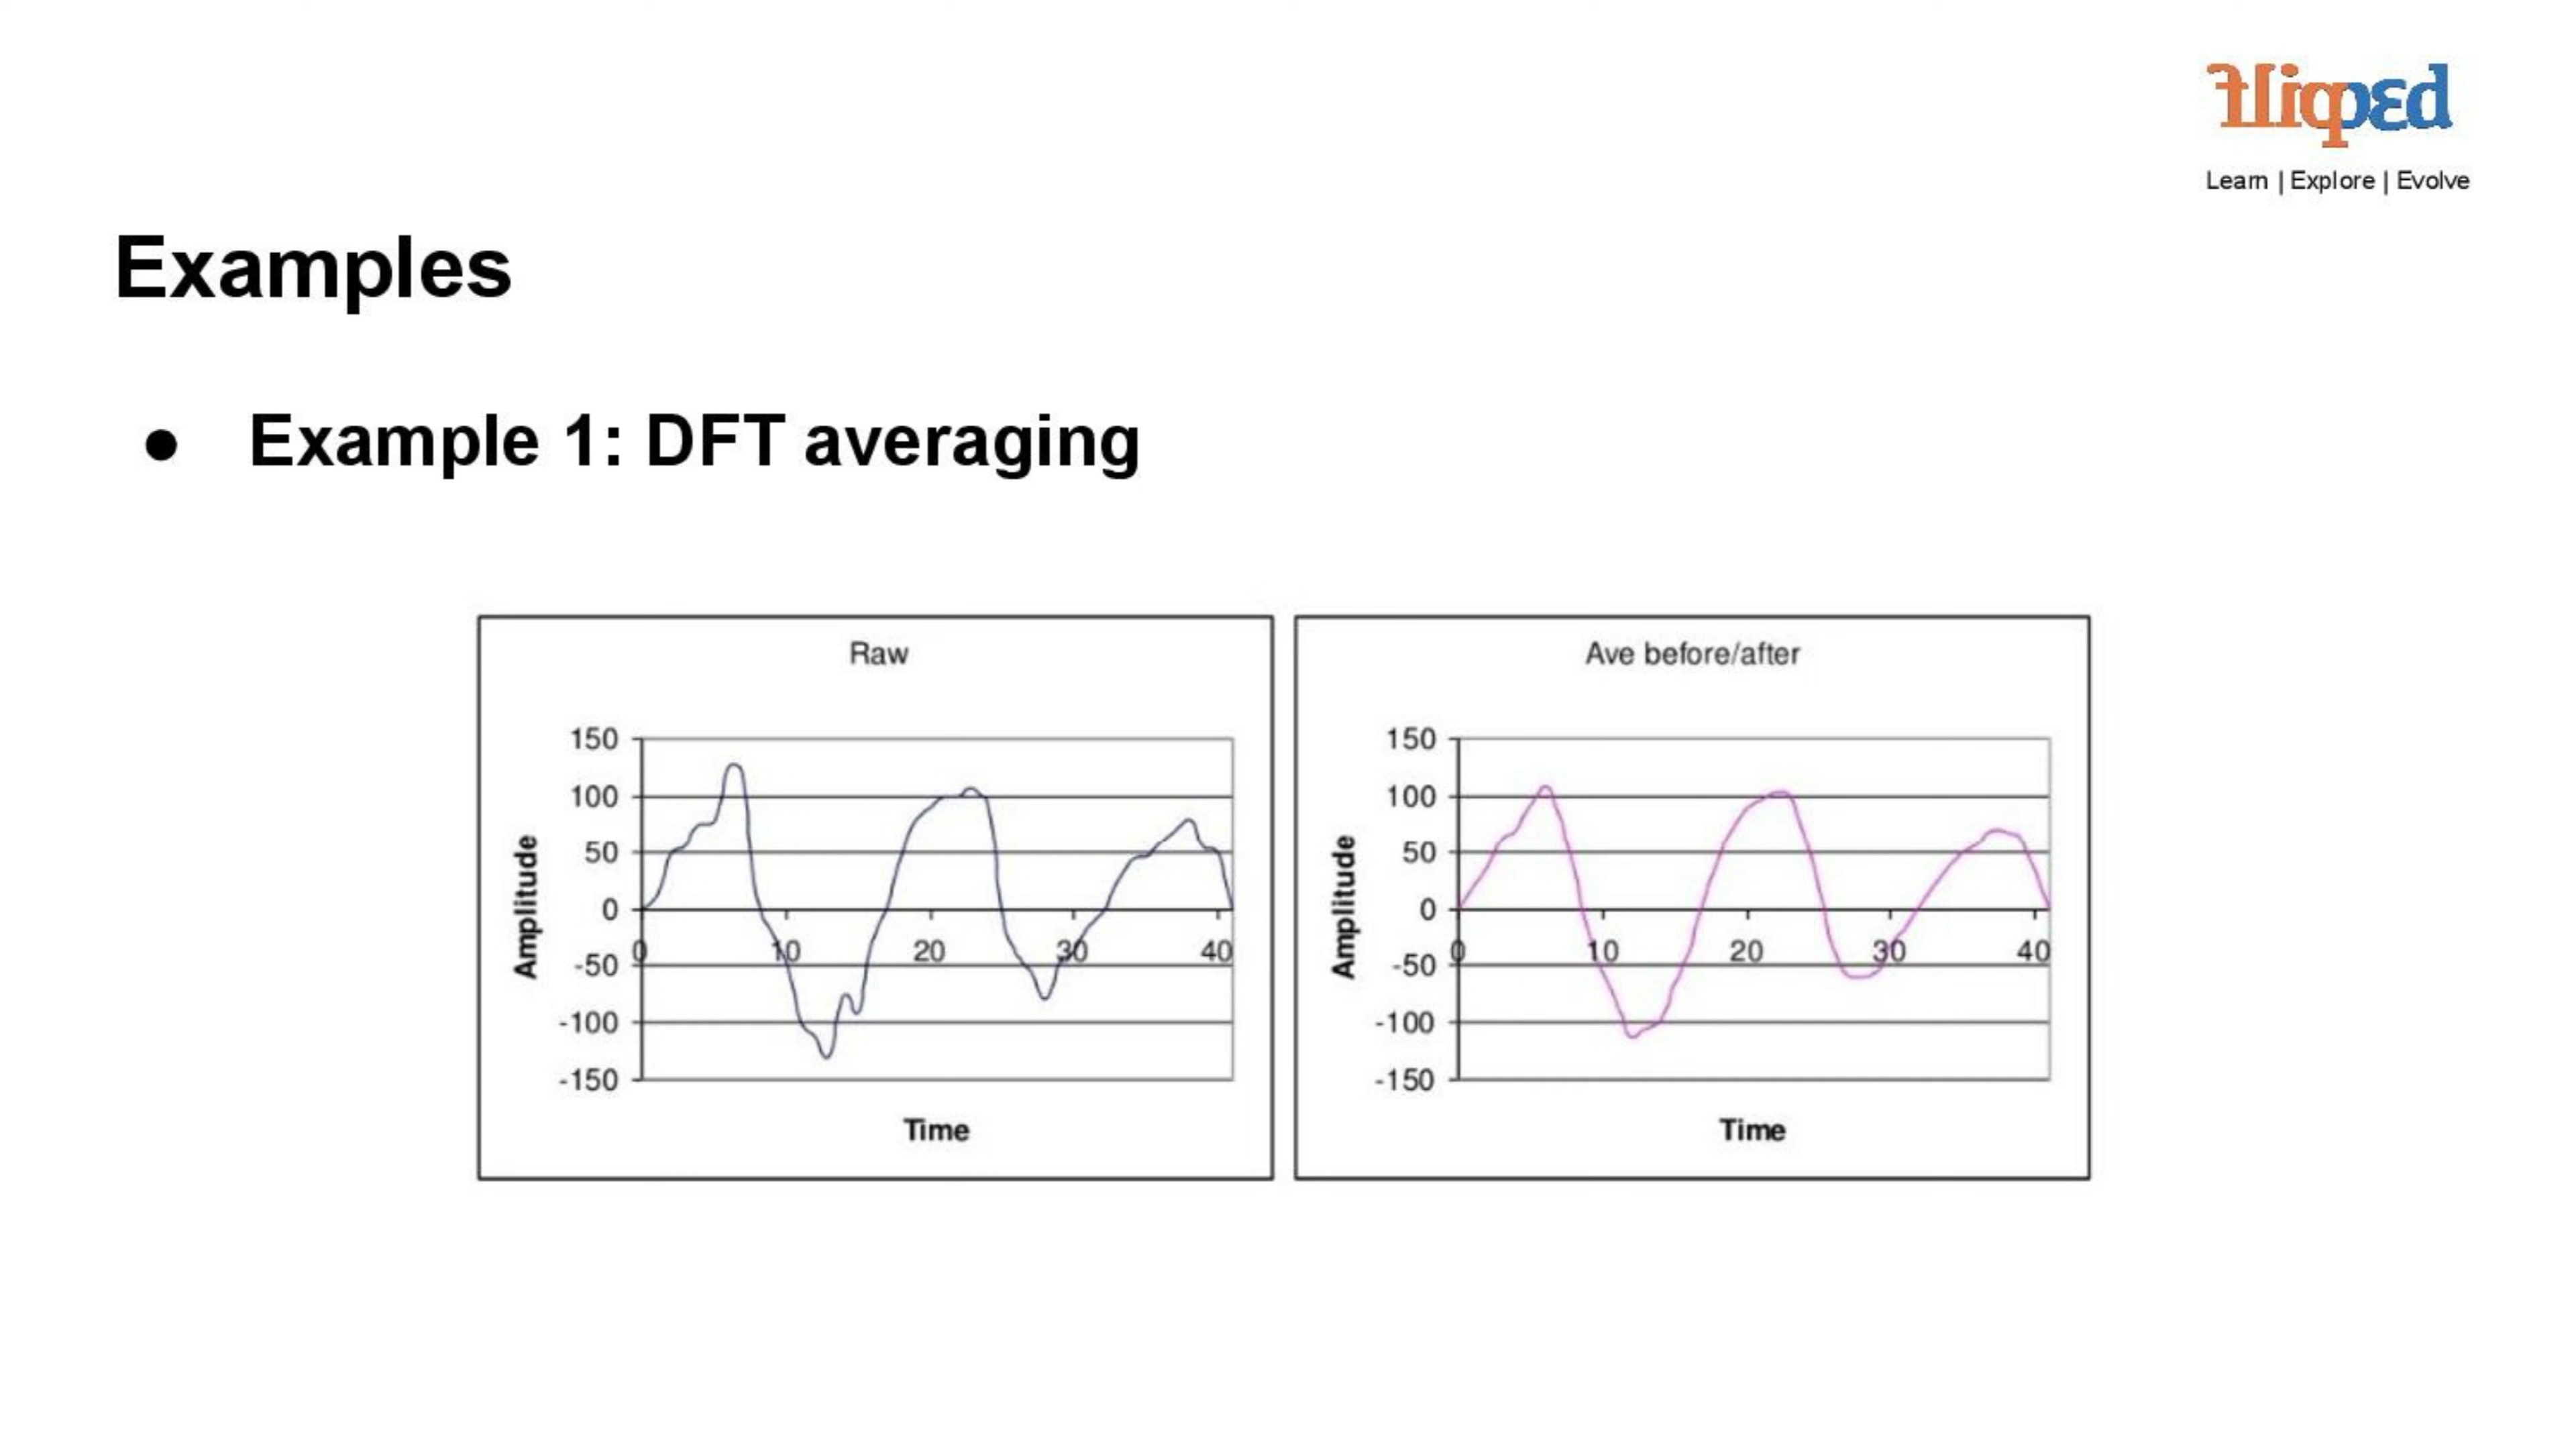 fliqped
Learn | Explore | Evolve
Examples
● Example 1: DFT averaging
Raw
150
100
50
0
-50
-100
-150
0 10 20 30 40
Amplitude
Time
Ave before/after
150
100
50
0
-50
-100
-150
0 10 20 30 40
Amplitude
Time